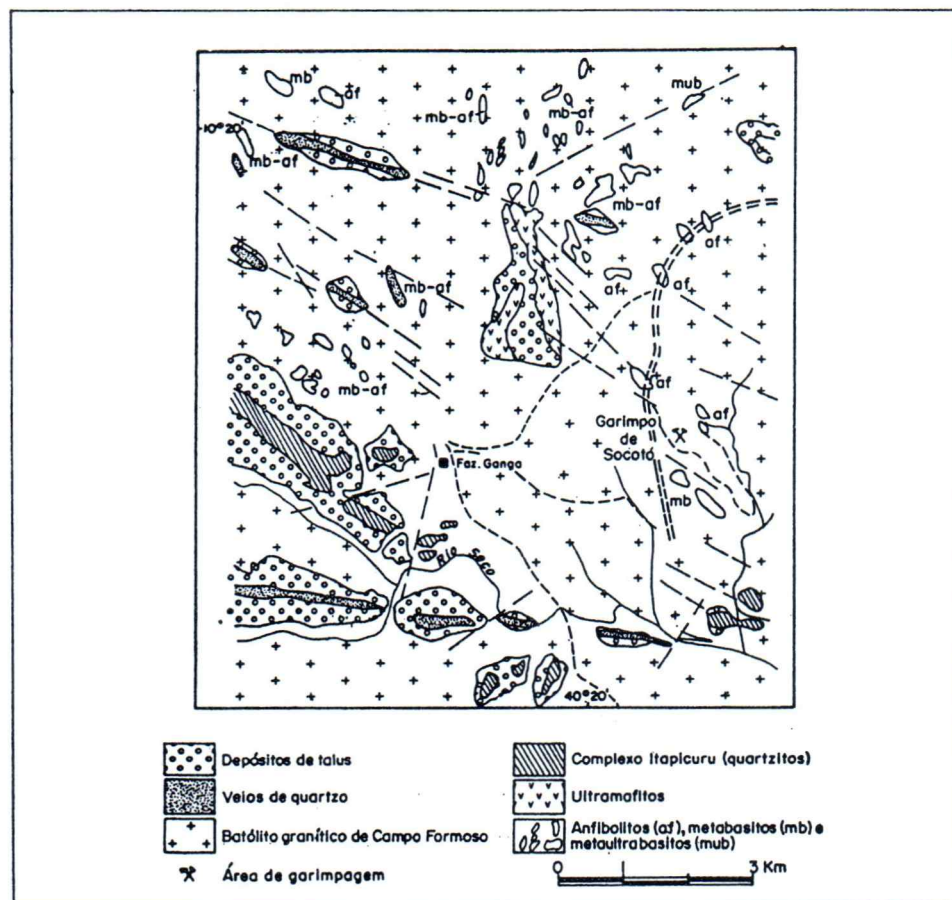 mb
af
mb-af
mb-af
mub
10° 20'
mb-af
mb-af
af
mb-af
af
af
mb-af
af
af
Garimpo
de
Socotó
Faz. Ganga
mb
RIO SECO
40° 20'
Depósitos de talus
Veios de quartzo
Batólito granítico de Campo Formoso
Área de garimpagem
Complexo Itapicuru (quartzitos)
Ultramafitos
Anfibolitos (af), metabasitos (mb) e
metaultrabasitos (mub)
0 3 Km